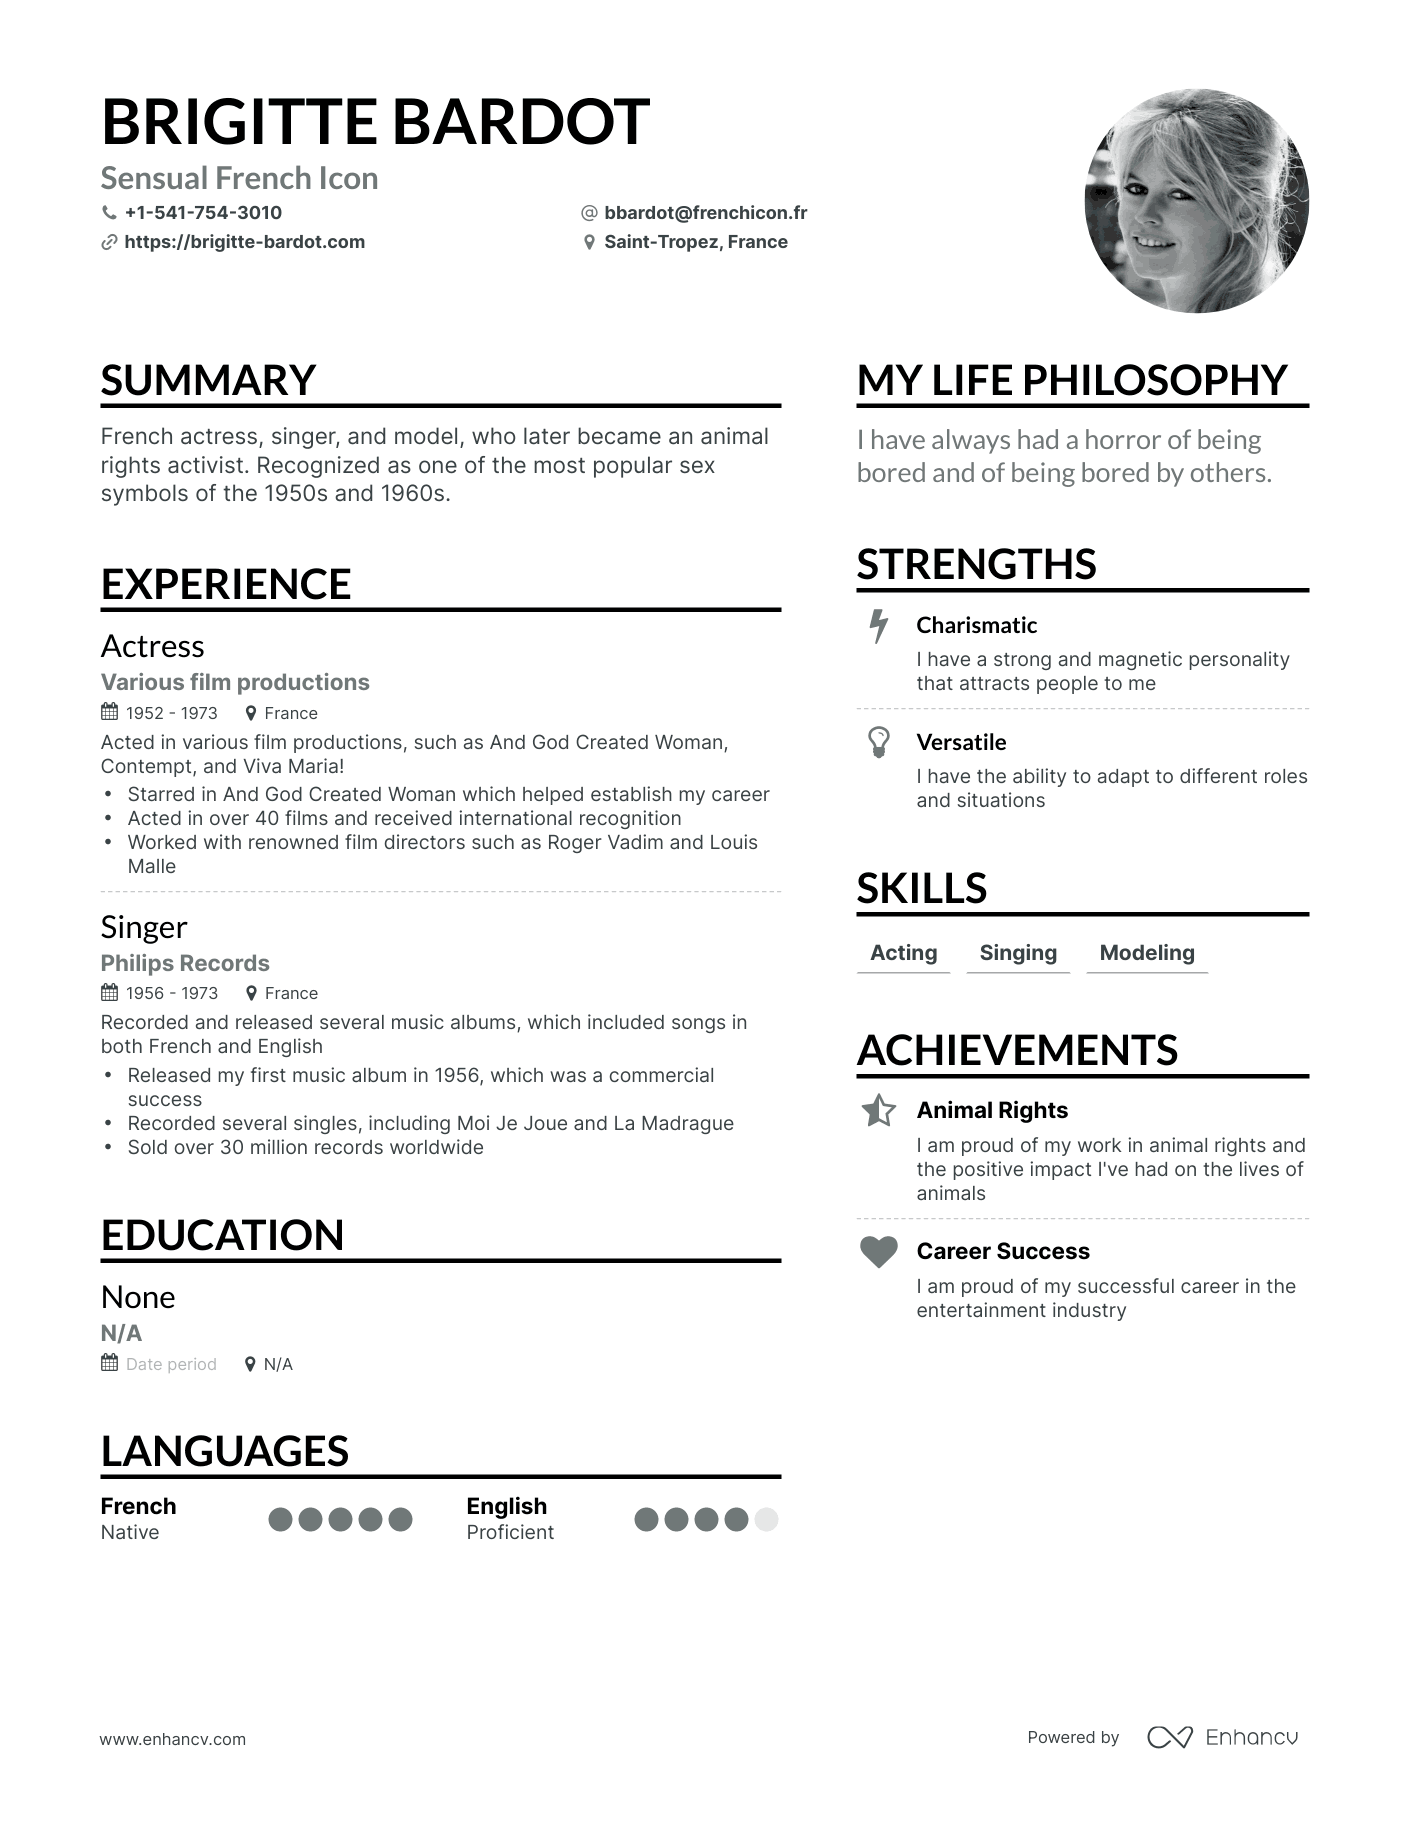 BRIGITTE BARDOT
Sensual French Icon
+1-541-754-3010
bbardot@frenchicon.fr
https://brigitte-bardot.com
Saint-Tropez, France
SUMMARY
French actress, singer, and model, who later became an animal
rights activist. Recognized as one of the most popular sex
symbols of the 1950s and 1960s.
EXPERIENCE
Actress
Various film productions
1952 - 1973 France
Acted in various film productions, such as And God Created Woman,
Contempt, and Viva Maria!
• Starred in And God Created Woman which helped establish my career
• Acted in over 40 films and received international recognition
• Worked with renowned film directors such as Roger Vadim and Louis
Malle
Singer
Philips Records
1956 - 1973 France
Recorded and released several music albums, which included songs in
both French and English
• Released my first music album in 1956, which was a commercial
success
• Recorded several singles, including Moi Je Joue and La Madrague
• Sold over 30 million records worldwide
EDUCATION
None
N/A
Date period N/A
LANGUAGES
French
Native
English
Proficient
MY LIFE PHILOSOPHY
I have always had a horror of being
bored and of being bored by others.
STRENGTHS
Charismatic
I have a strong and magnetic personality
that attracts people to me
Versatile
I have the ability to adapt to different roles
and situations
SKILLS
Acting Singing Modeling
ACHIEVEMENTS
Animal Rights
I am proud of my work in animal rights and
the positive impact I've had on the lives of
animals
Career Success
I am proud of my successful career in the
entertainment industry
www.enhancv.com
Powered by Enhancv